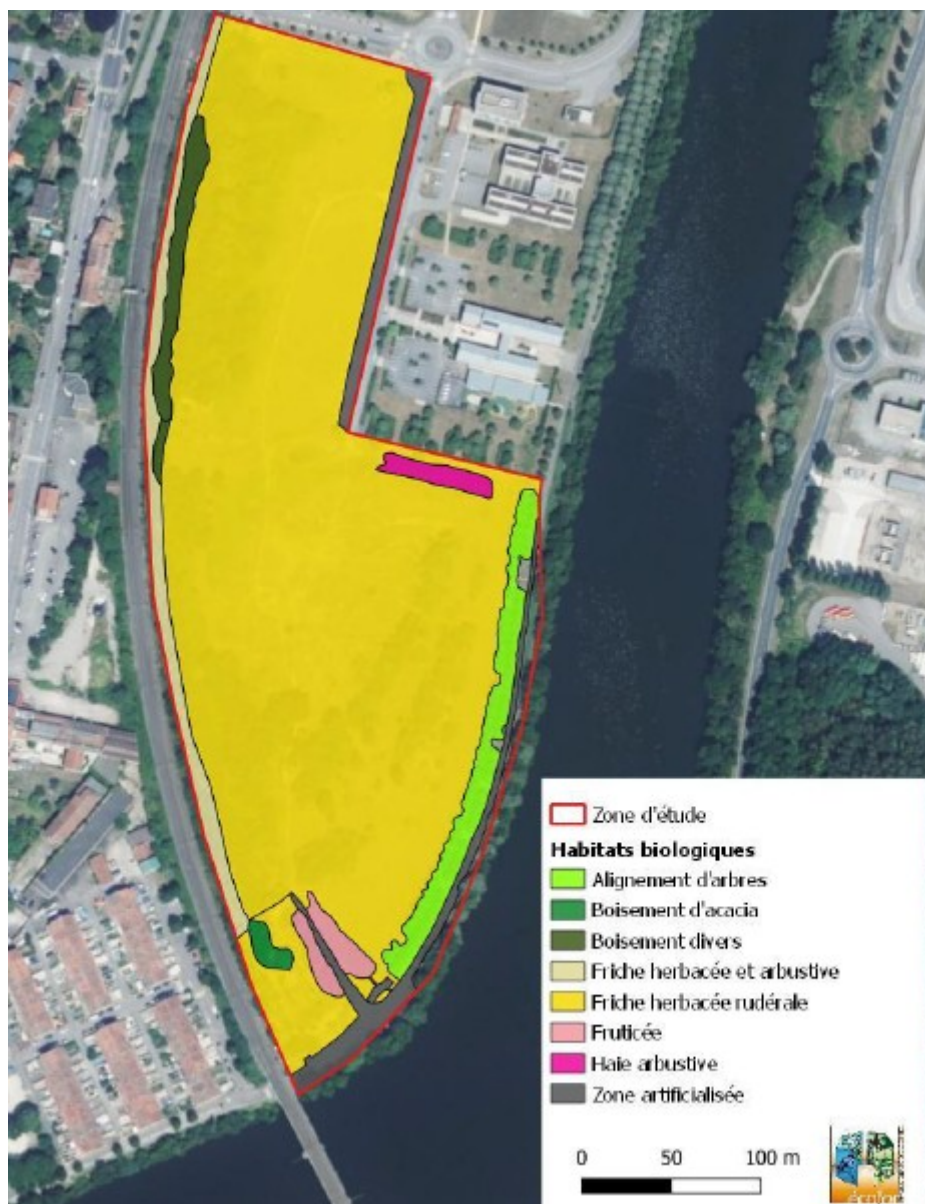 Zone d'étude
Habitats biologiques
Alignement d'arbres
Boisement d'acacia
Boisement divers
Friche herbacée et arbustive
Friche herbacée rudérale
Fruticée
Haie arbustive
Zone artificialisée
0 50 100 m